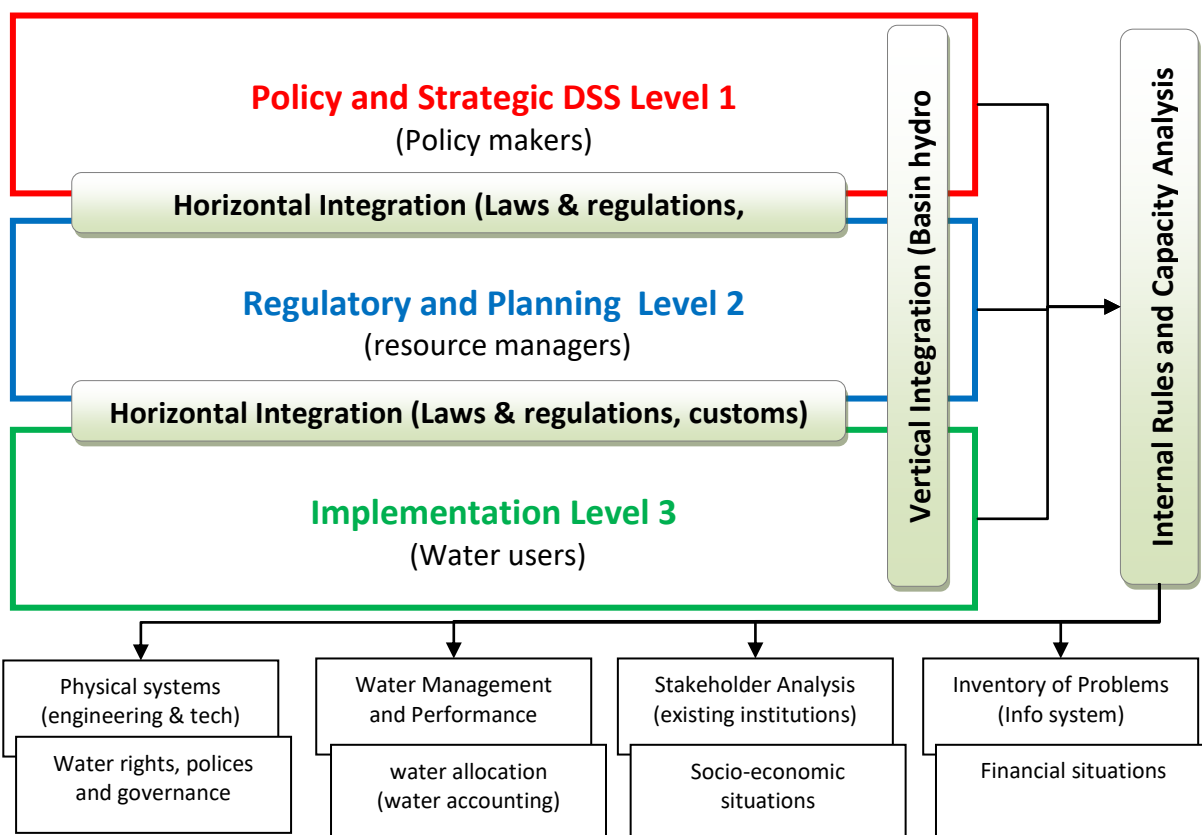 Policy and Strategic DSS Level 1
(Policy makers)
Horizontal Integration (Laws & regulations,
Regulatory and Planning  Level 2
(resource managers)
Horizontal Integration (Laws & regulations, customs)
Implementation Level 3
(Water users)
Vertical Integration (Basin hydro
Internal Rules and Capacity Analysis
Physical systems
(engineering & tech)
Water rights, polices
and governance
Water Management
and Performance
water allocation
(water accounting)
Stakeholder Analysis
(existing institutions)
Socio-economic
situations
Inventory of Problems
(Info system)
Financial situations